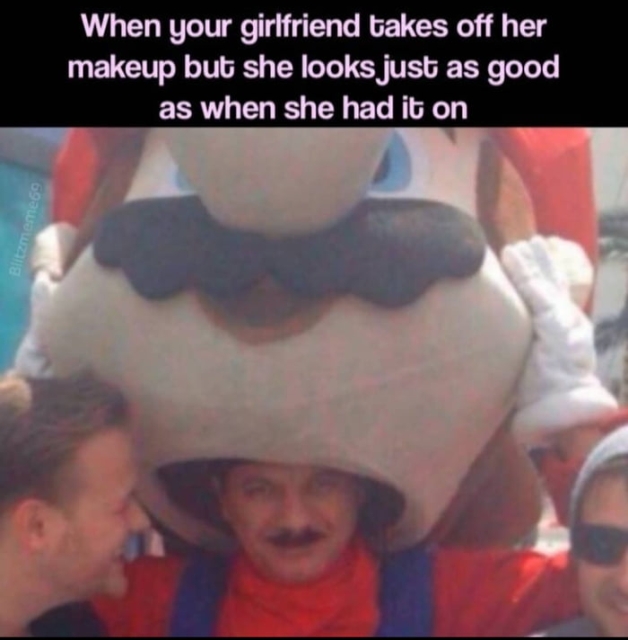 When your girlfriend takes off her
makeup but she looks just as good
as when she had it on
Blitzmeme69